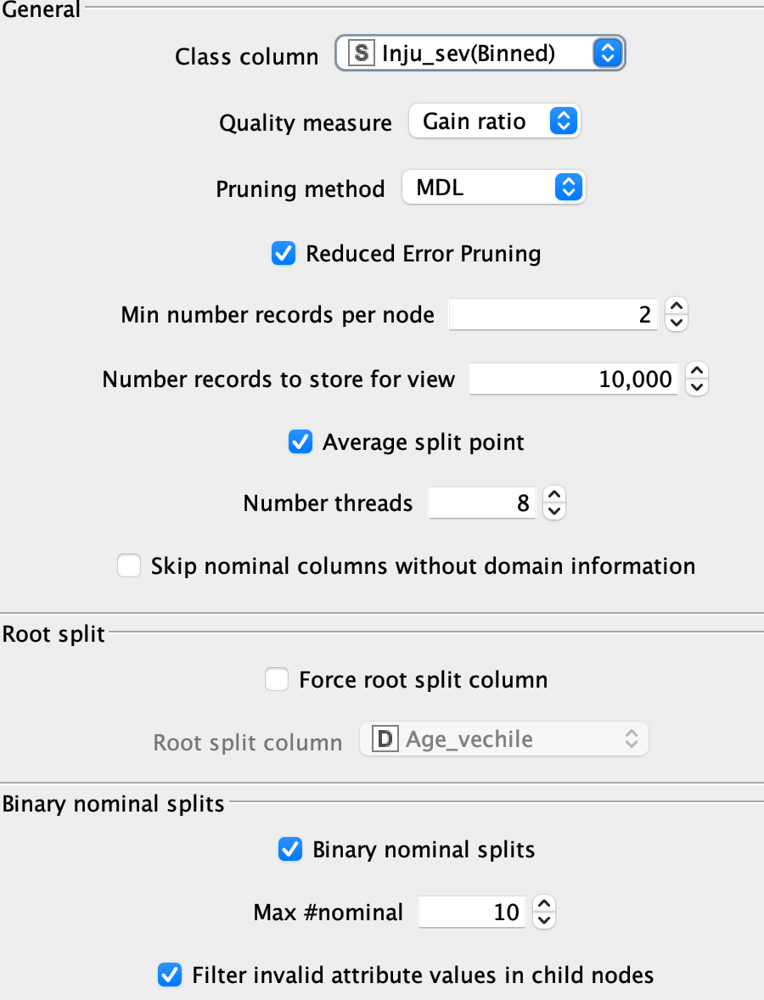 General
Class column S Inju_sev(Binned)
Quality measure Gain ratio
Pruning method MDL
Reduced Error Pruning
Min number records per node 2
Number records to store for view 10,000
Average split point
Number threads 8
Skip nominal columns without domain information
Root split
Force root split column
Root split column D Age_vechile
Binary nominal splits
Binary nominal splits
Max #nominal 10
Filter invalid attribute values in child nodes